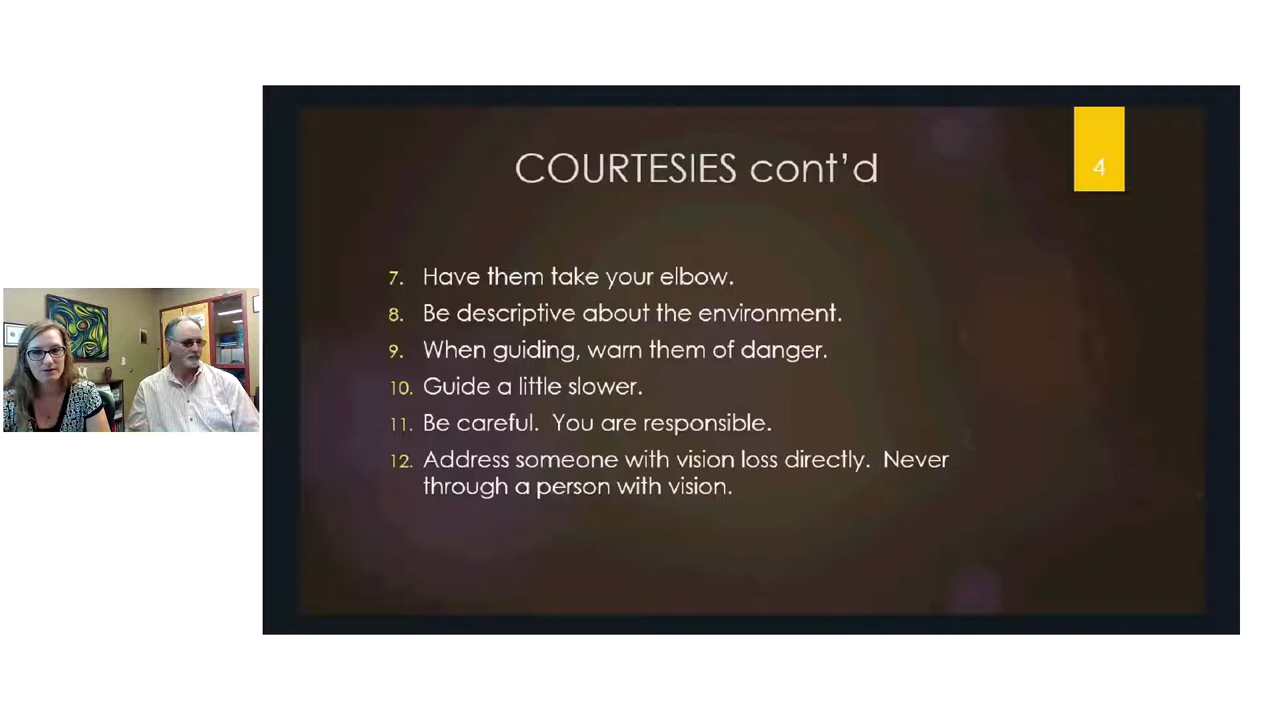 COURTESIES cont'd
4
7. Have them take your elbow.
8. Be descriptive about the environment.
9. When guiding, warn them of danger.
10. Guide a little slower.
11. Be careful.  You are responsible.
12. Address someone with vision loss directly.  Never
through a person with vision.